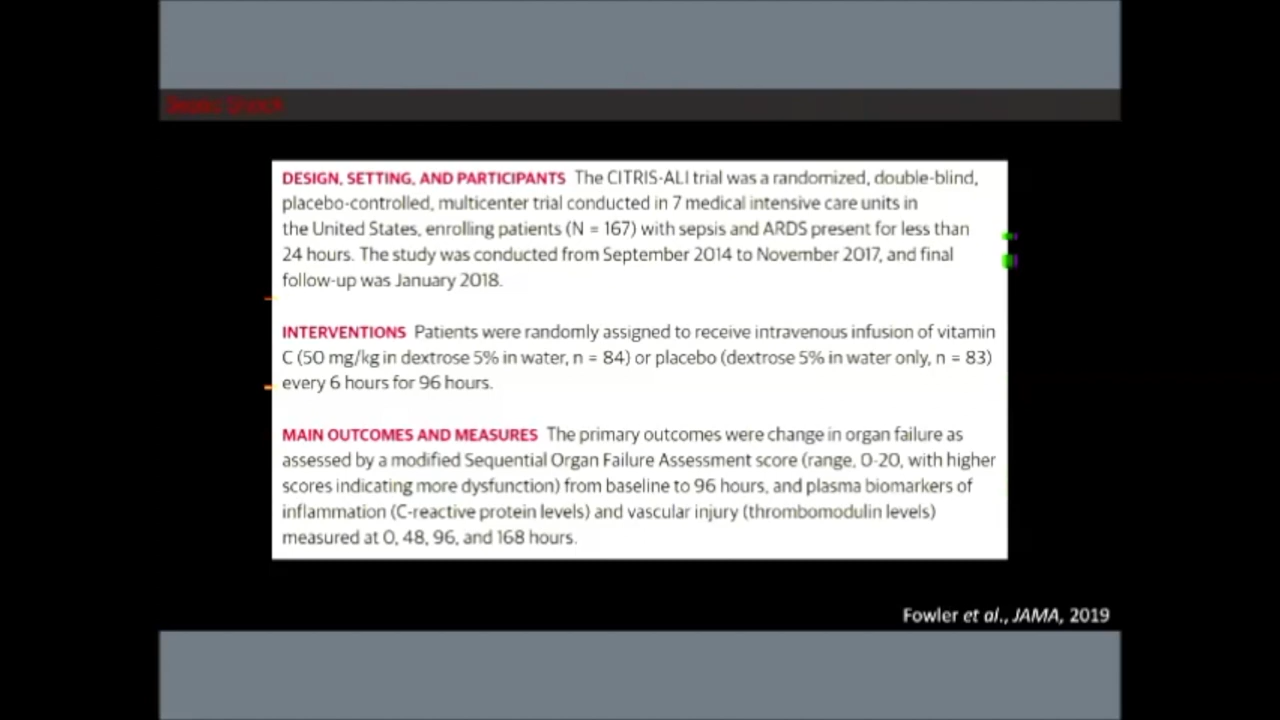 DESIGN, SETTING, AND PARTICIPANTS The CITRIS-ALI trial was a randomized, double-blind,
placebo-controlled, multicenter trial conducted in 7 medical intensive care units in
the United States, enrolling patients (N = 167) with sepsis and ARDS present for less than
24 hours. The study was conducted from September 2014 to November 2017, and final
follow-up was January 2018.
INTERVENTIONS Patients were randomly assigned to receive intravenous infusion of vitamin
C (50 mg/kg in dextrose 5% in water, n = 84) or placebo (dextrose 5% in water only, n = 83)
every 6 hours for 96 hours.
MAIN OUTCOMES AND MEASURES The primary outcomes were change in organ failure as
assessed by a modified Sequential Organ Failure Assessment score (range, 0-20, with higher
scores indicating more dysfunction) from baseline to 96 hours, and plasma biomarkers of
inflammation (C-reactive protein levels) and vascular injury (thrombomodulin levels)
measured at 0, 48, 96, and 168 hours.
Fowler et al., JAMA, 2019